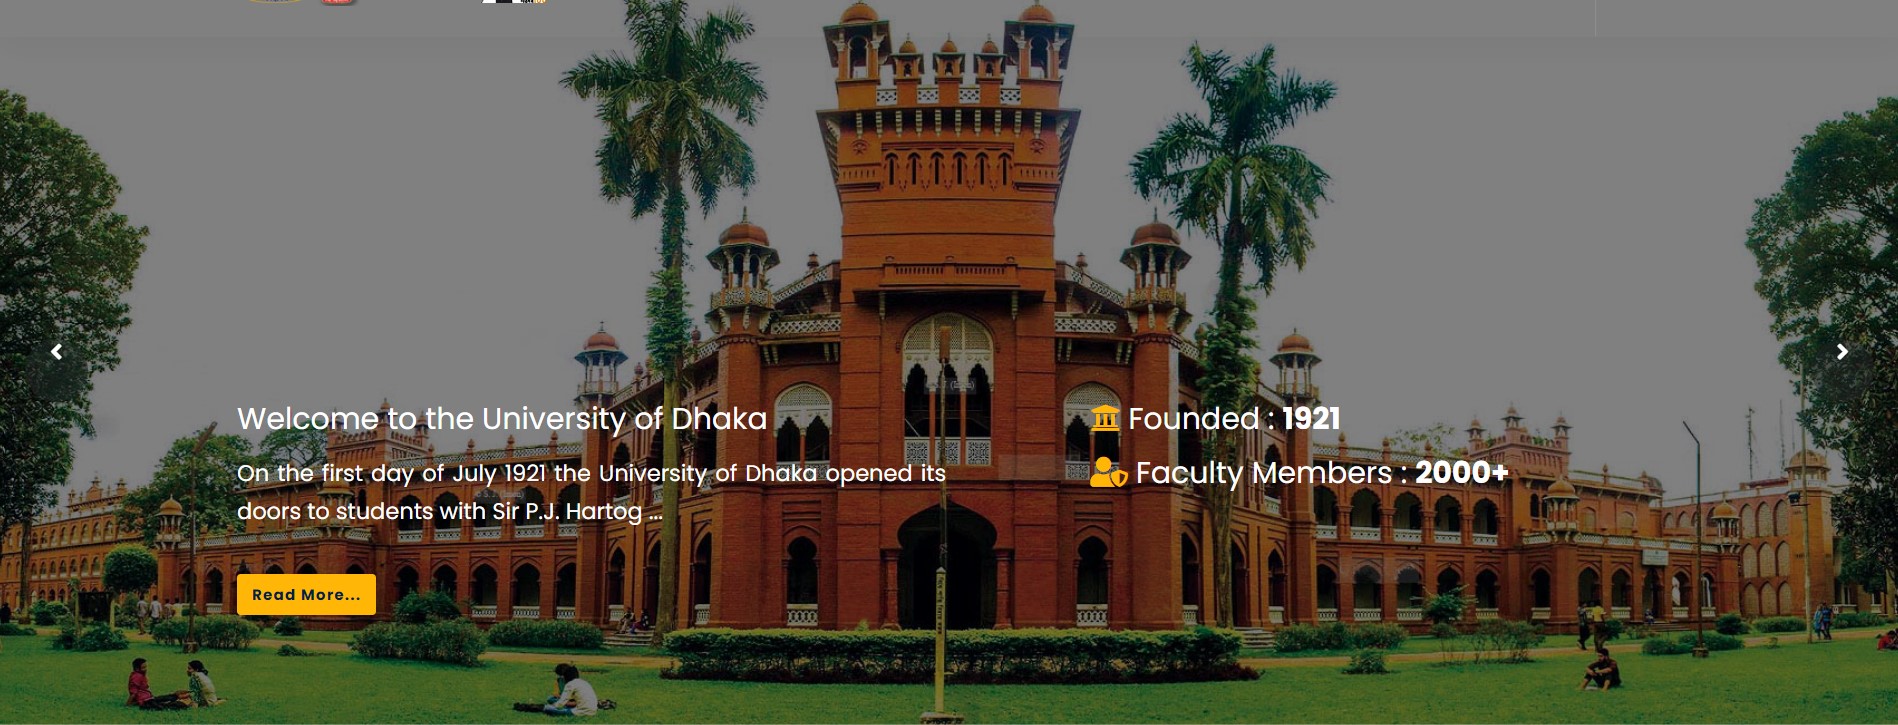 Welcome to the University of Dhaka
On the first day of July 1921 the University of Dhaka opened its
doors to students with Sir P.J. Hartog ...
Read More...
Founded : 1921
Faculty Members : 2000+